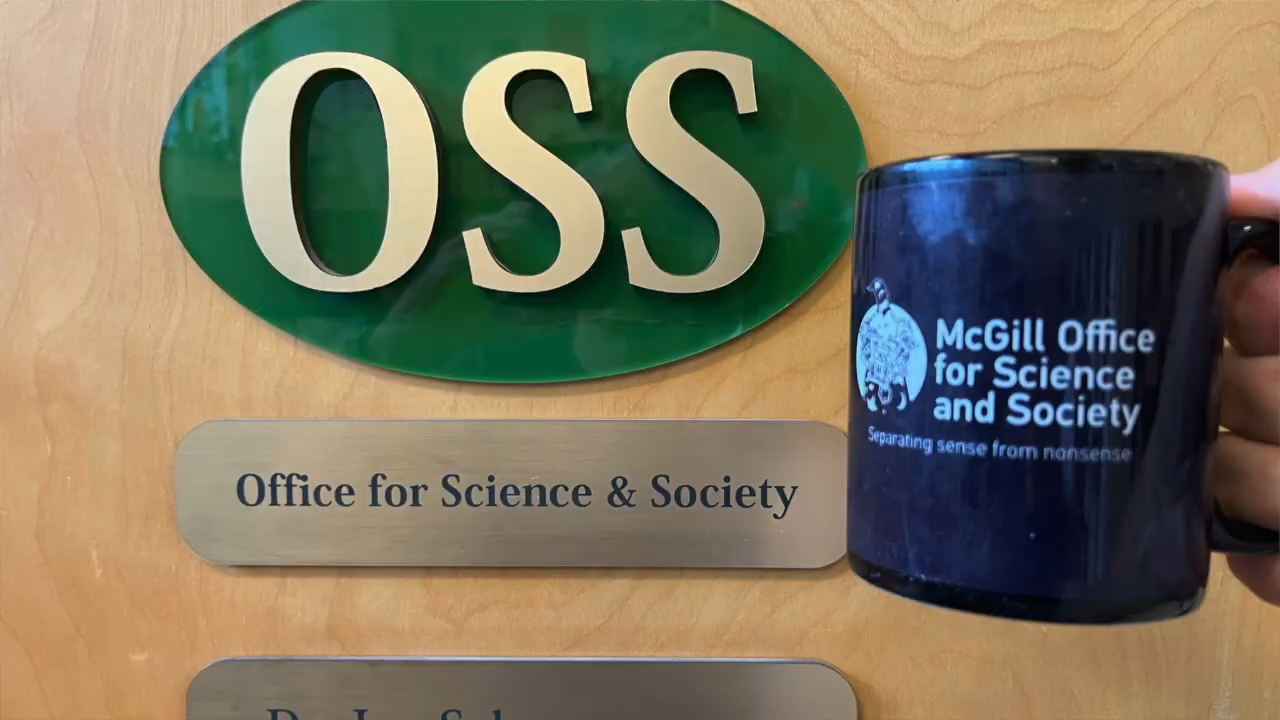 OSS
Office for Science & Society
McGill Office
for Science
and Society
Separating sense from nonsense